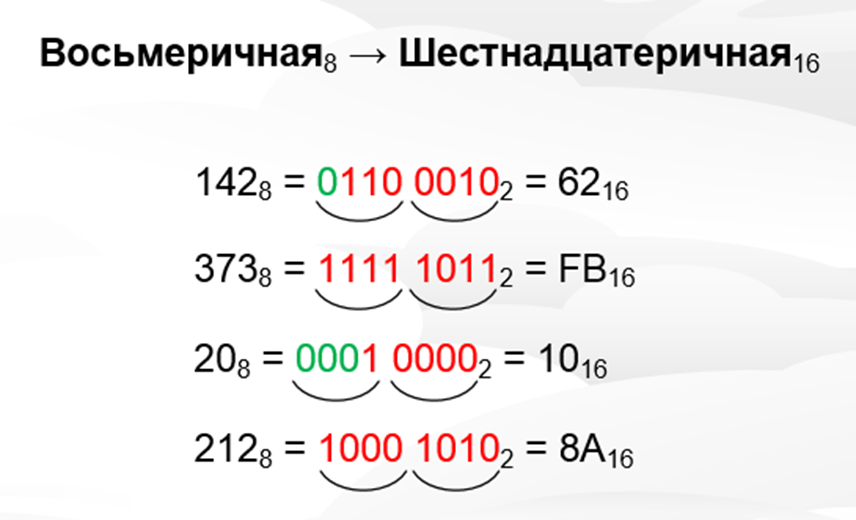 Восьмеричная₈ → Шестнадцатеричная₁₆
142₈ = 0110 0010₂ = 62₁₆
373₈ = 1111 1011₂ = FB₁₆
20₈ = 0001 0000₂ = 10₁₆
212₈ = 1000 1010₂ = 8A₁₆